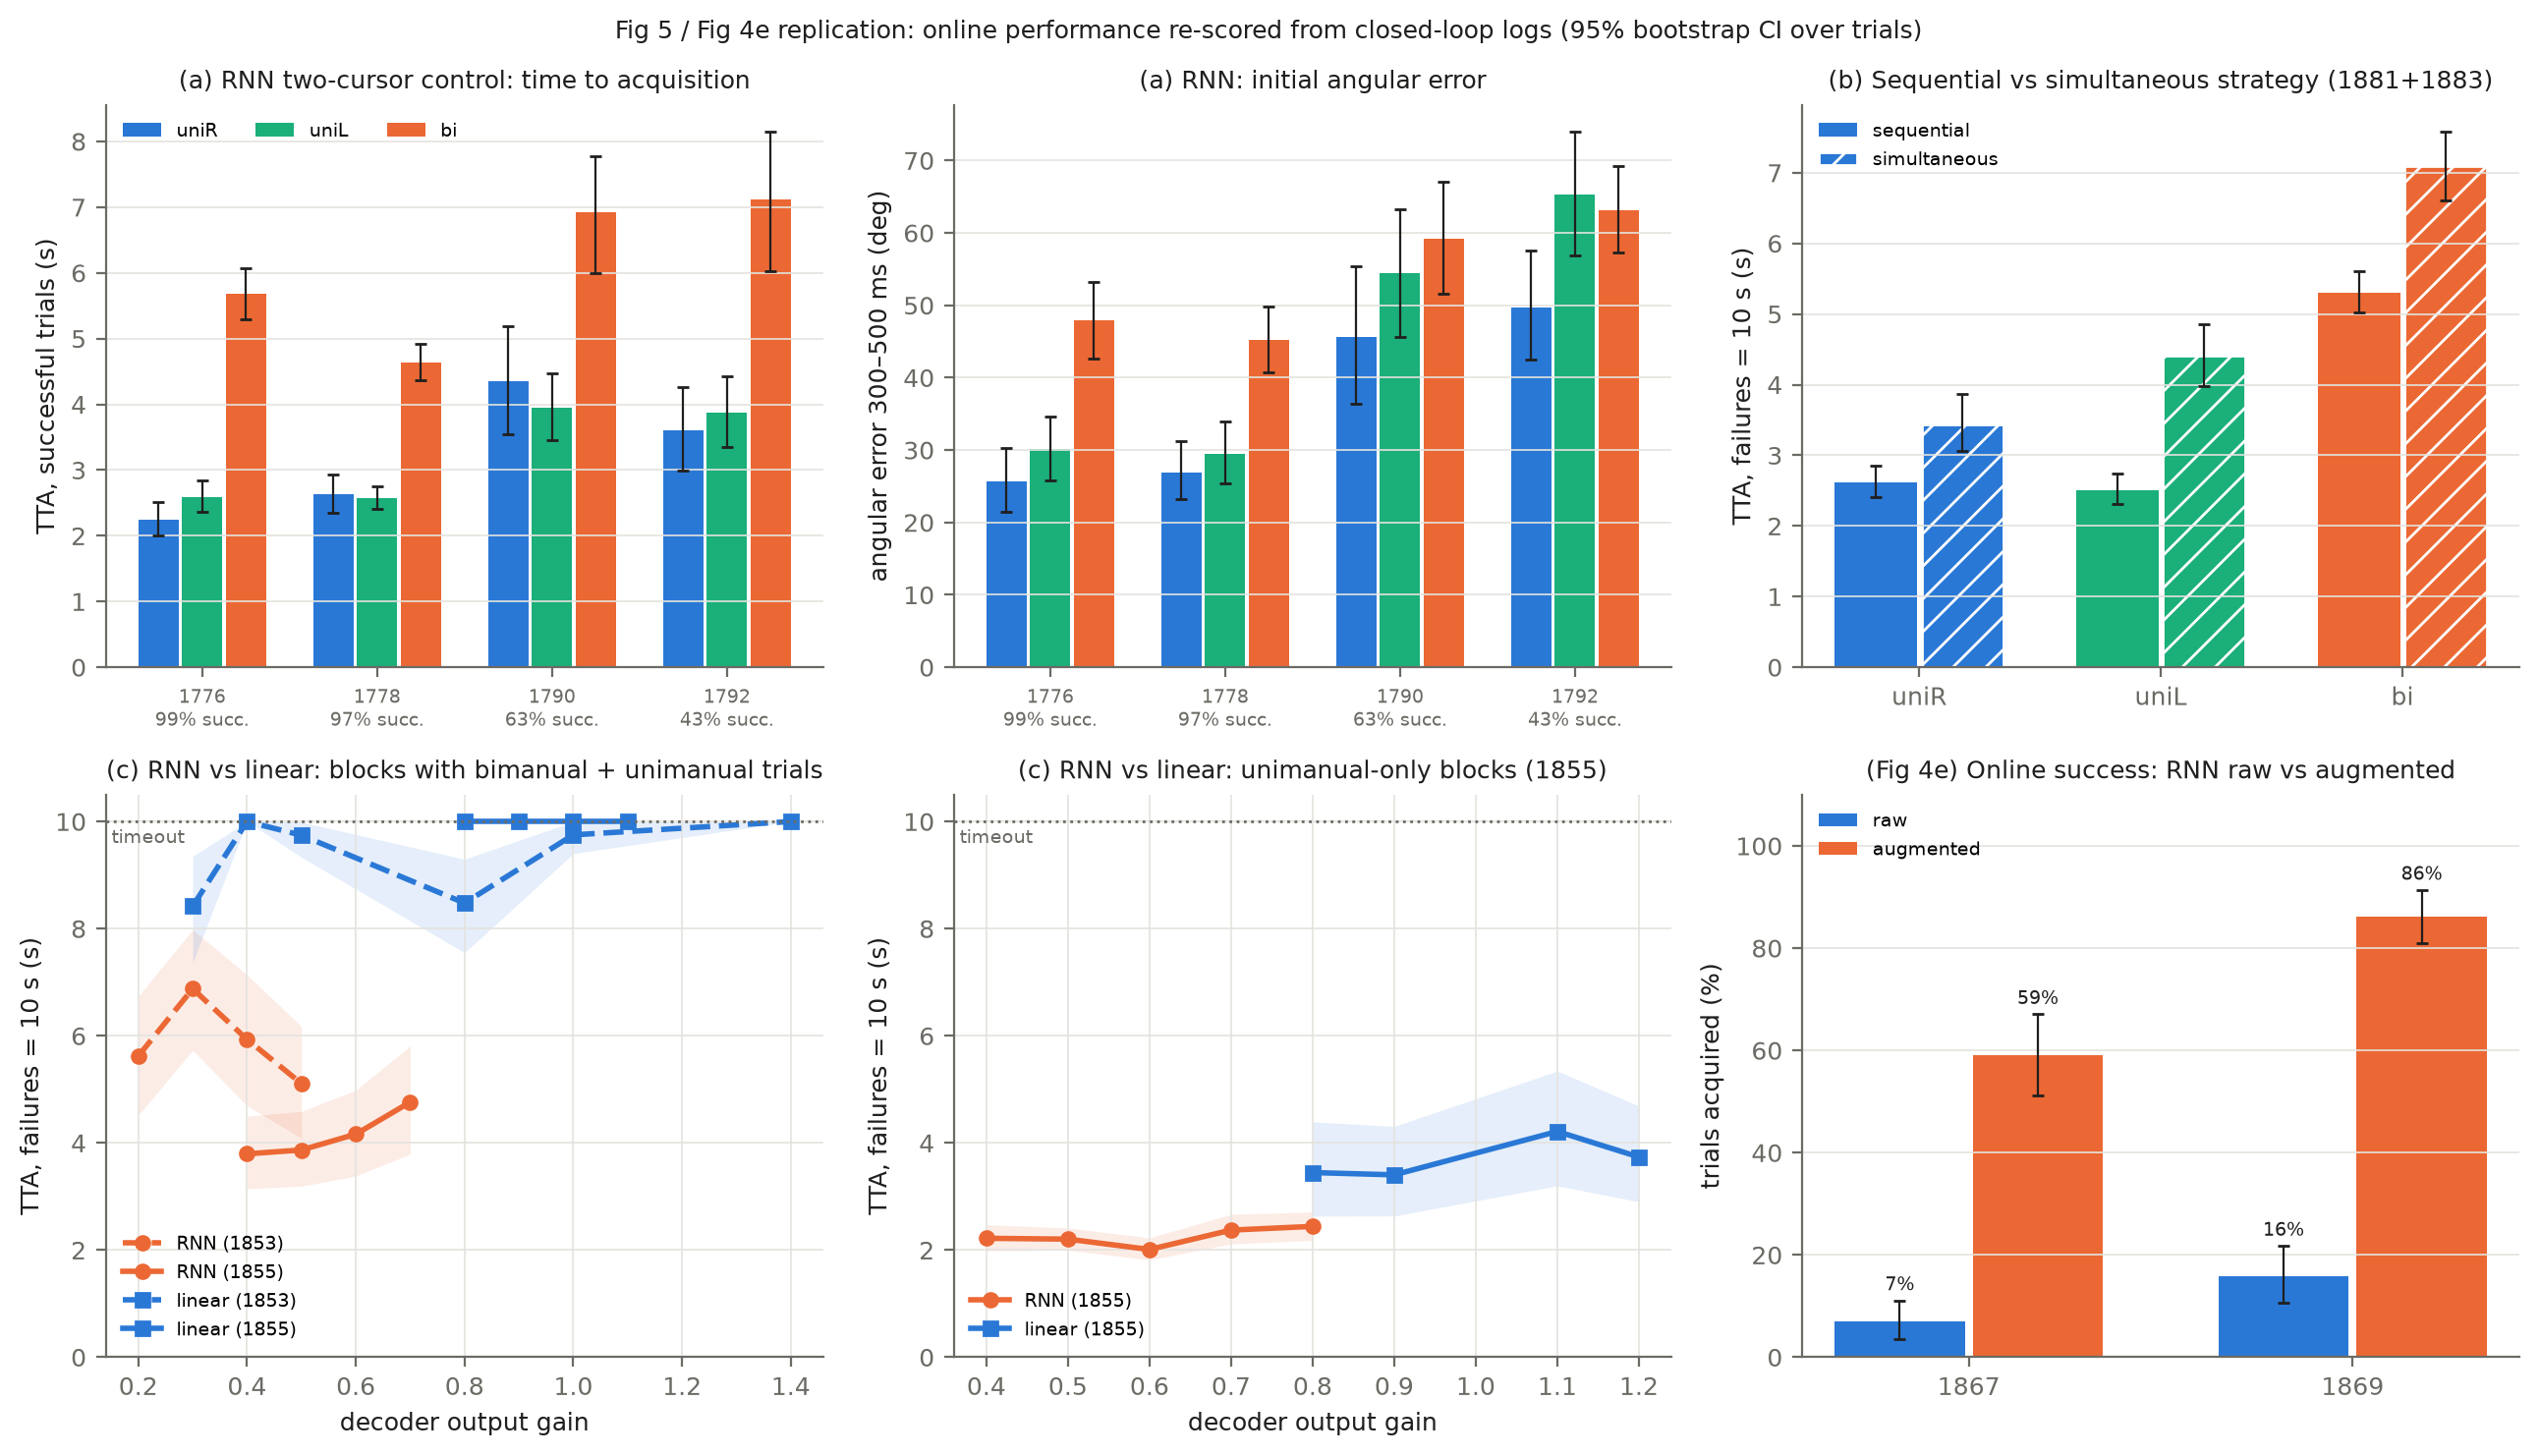 Fig 5 / Fig 4e replication: online performance re-scored from closed-loop logs (95% bootstrap CI over trials)
(a) RNN two-cursor control: time to acquisition
uniR
uniL
bi
TTA, successful trials (s)
8
7
6
5
4
3
2
1
0
1776
99% succ.
1778
97% succ.
1790
63% succ.
1792
43% succ.
(a) RNN: initial angular error
angular error 300–500 ms (deg)
70
60
50
40
30
20
10
0
1776
99% succ.
1778
97% succ.
1790
63% succ.
1792
43% succ.
(b) Sequential vs simultaneous strategy (1881+1883)
sequential
simultaneous
TTA, failures = 10 s (s)
7
6
5
4
3
2
1
0
uniR
uniL
bi
(c) RNN vs linear: blocks with bimanual + unimanual trials
timeout
TTA, failures = 10 s (s)
10
8
6
4
2
0
RNN (1853)
RNN (1855)
linear (1853)
linear (1855)
0.2
0.4
0.6
0.8
1.0
1.2
1.4
decoder output gain
(c) RNN vs linear: unimanual-only blocks (1855)
timeout
TTA, failures = 10 s (s)
10
8
6
4
2
0
RNN (1855)
linear (1855)
0.4
0.5
0.6
0.7
0.8
0.9
1.0
1.1
1.2
decoder output gain
(Fig 4e) Online success: RNN raw vs augmented
raw
augmented
trials acquired (%)
100
80
60
40
20
0
7%
59%
16%
86%
1867
1869